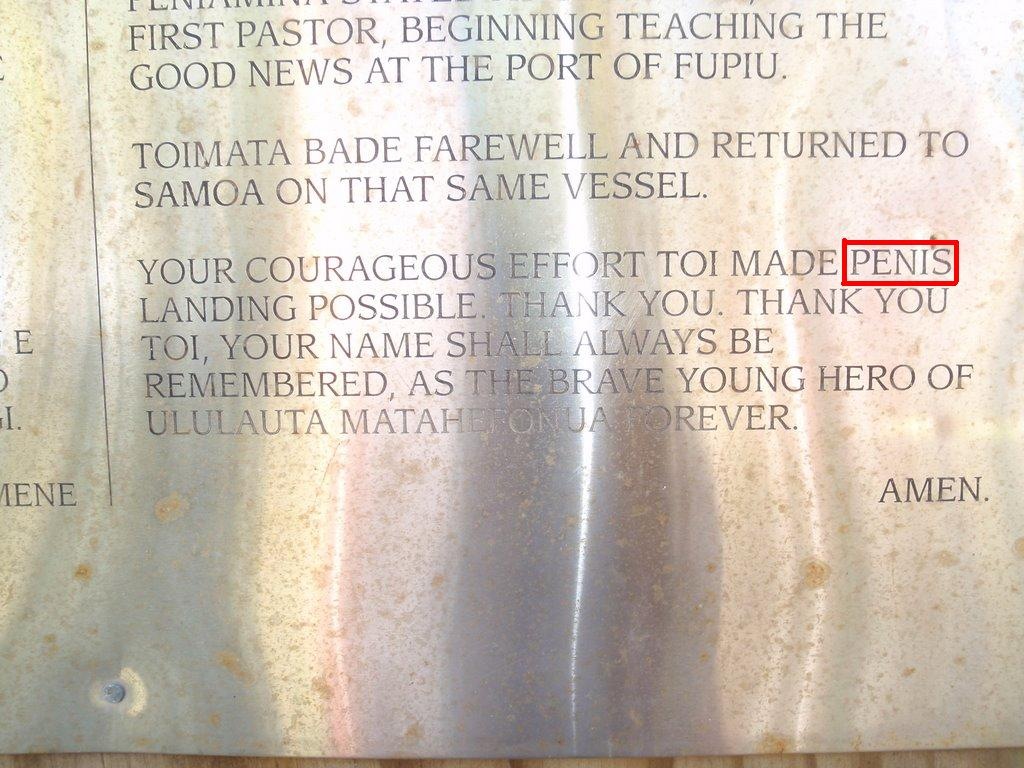 FIRST PASTOR, BEGINNING TEACHING THE
GOOD NEWS AT THE PORT OF FUPIU.
TOIMATA BADE FAREWELL AND RETURNED TO
SAMOA ON THAT SAME VESSEL.
YOUR COURAGEOUS EFFORT TOI MADE PENIS
LANDING POSSIBLE. THANK YOU. THANK YOU
TOI, YOUR NAME SHALL ALWAYS BE
REMEMBERED, AS THE BRAVE YOUNG HERO OF
ULULAUTA MATAHEFONUA FOREVER.
AMEN.